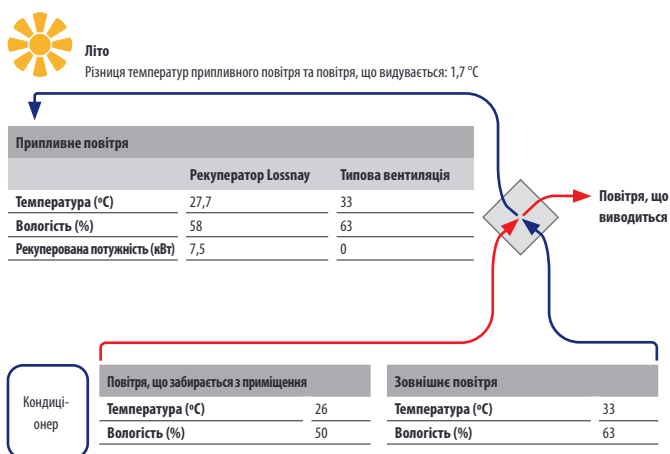 Літо
Різниця температур припливного повітря та повітря, що видувається: 1,7 °C
Припливне повітря
Рекуператор Lossnay Типова вентиляція
Температура (ºC) 27,7 33
Вологість (%) 58 63
Рекуперована потужність (кВт) 7,5 0
Повітря, що
виводиться
Повітря, що забирається з приміщення
Температура (ºC) 26
Вологість (%) 50
Зовнішнє повітря
Температура (ºC) 33
Вологість (%) 63
Кондиці-
онер